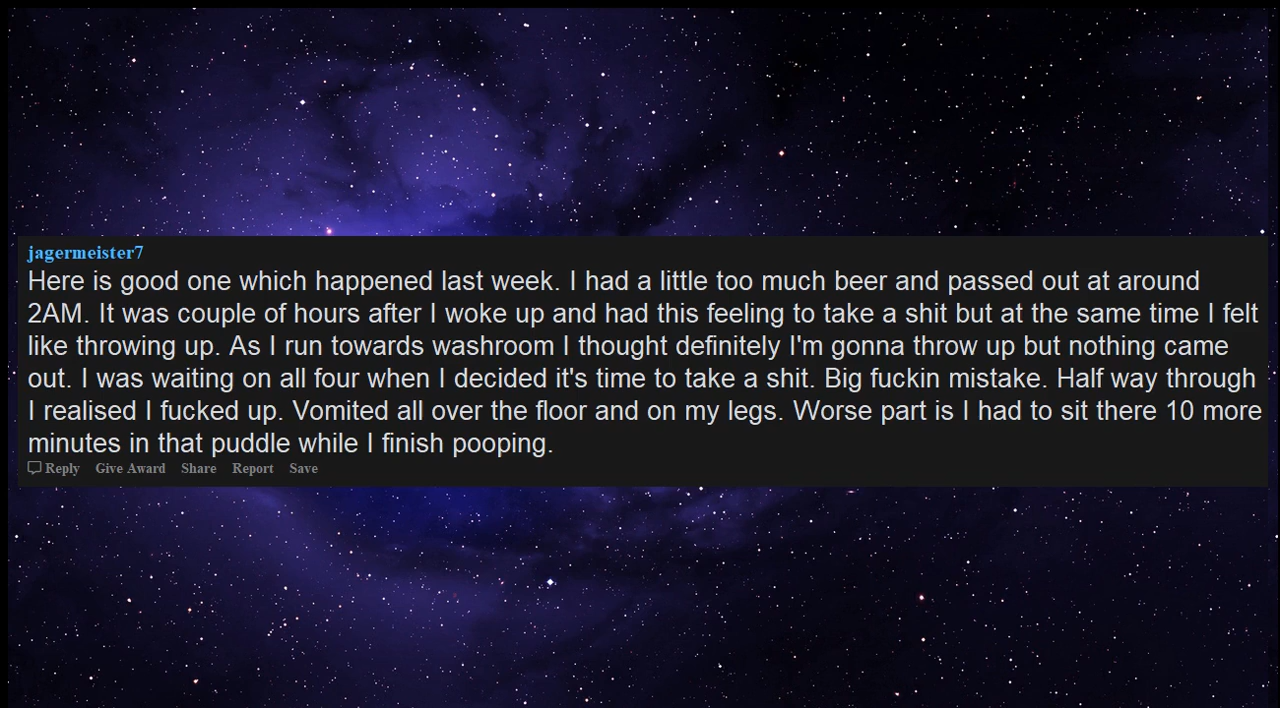 jagermeister7
Here is good one which happened last week. I had a little too much beer and passed out at around
2AM. It was couple of hours after I woke up and had this feeling to take a shit but at the same time I felt
like throwing up. As I run towards washroom I thought definitely I'm gonna throw up but nothing came
out. I was waiting on all four when I decided it's time to take a shit. Big fuckin mistake. Half way through
I realised I fucked up. Vomited all over the floor and on my legs. Worse part is I had to sit there 10 more
minutes in that puddle while I finish pooping.
Reply Give Award Share Report Save